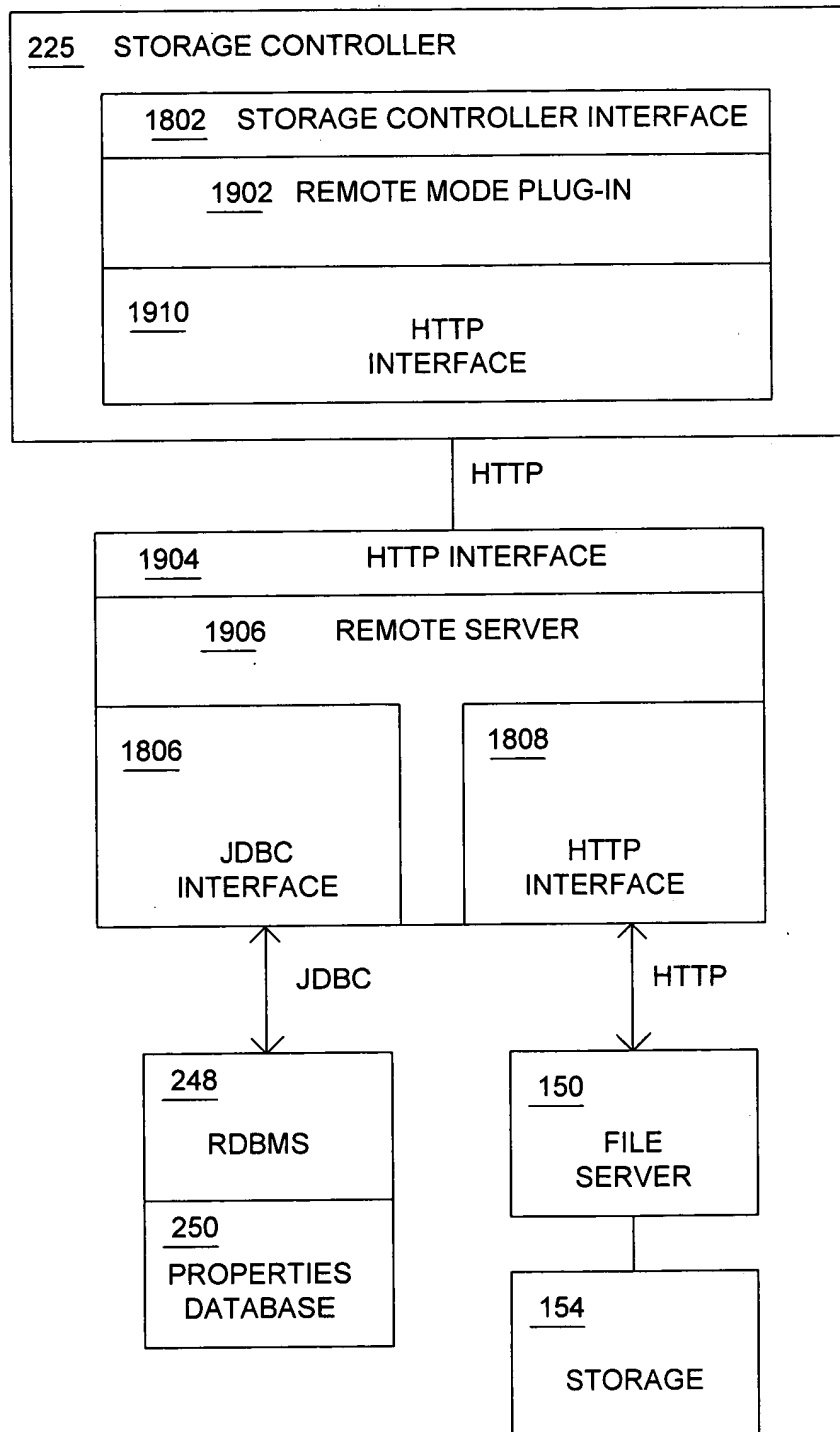 225 STORAGE CONTROLLER
1802 STORAGE CONTROLLER INTERFACE
1902 REMOTE MODE PLUG-IN
1910
HTTP
INTERFACE
HTTP
1904 HTTP INTERFACE
1906 REMOTE SERVER
1806
JDBC
INTERFACE
1808
HTTP
INTERFACE
JDBC
HTTP
248
RDBMS
250
PROPERTIES
DATABASE
150
FILE
SERVER
154
STORAGE